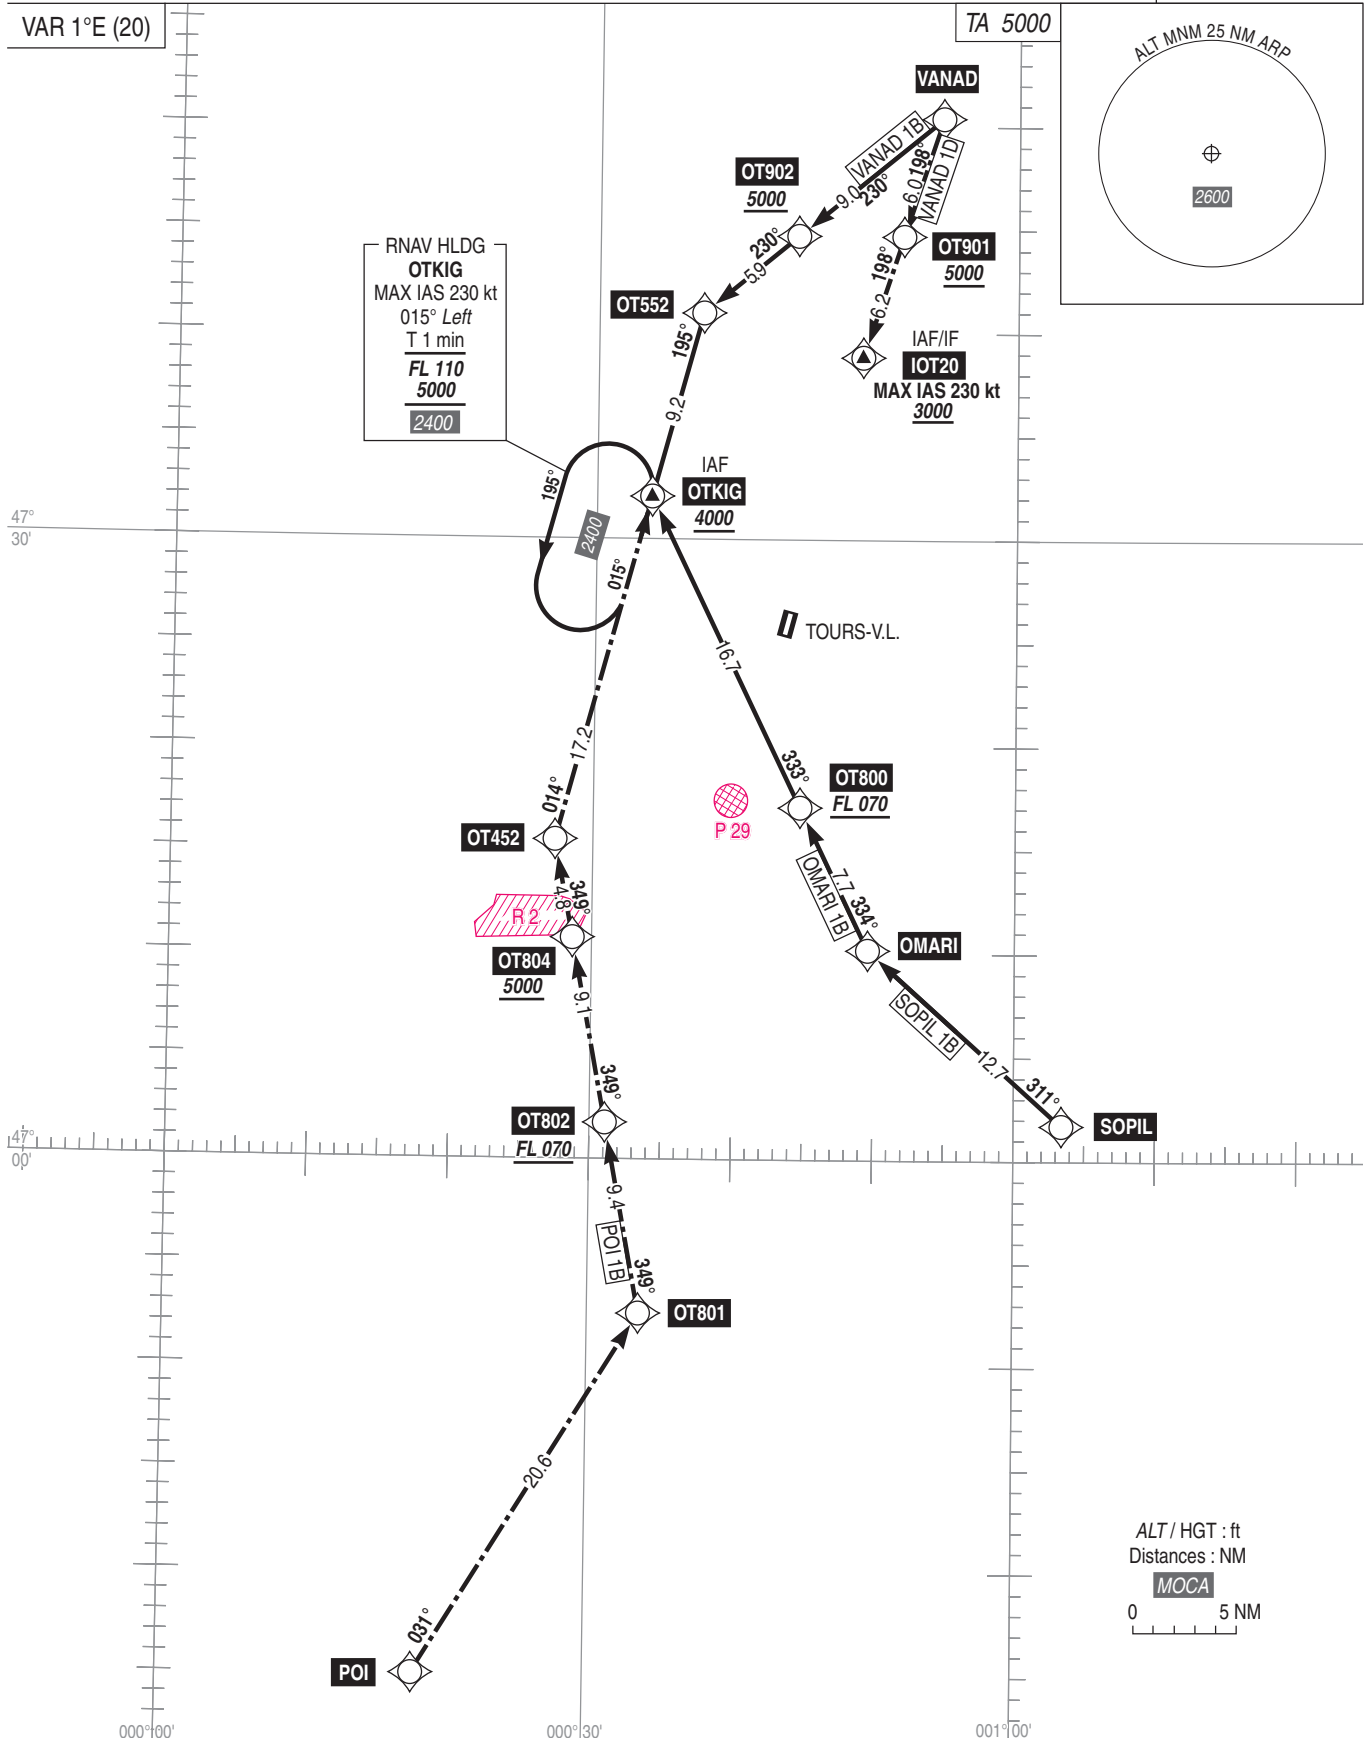 VAR 1°E (20)
TA 5000
ALT MNM 25 NM ARP
2600
VANAD
VANAD 1B
9.0
230°
198°
6.0
VANAD 1D
OT902
5000
230°
5.9
OT901
5000
198°
6.2
RNAV HLDG
OTKIG
MAX IAS 230 kt
015° Left
T 1 min
FL 110
5000
2400
OT552
195°
9.2
IAF/IF
IOT20
MAX IAS 230 kt
3000
IAF
OTKIG
4000
195°
2400
015°
47°
30'
TOURS-V.L.
16.7
17.2
333°
OT800
FL 070
P 29
014°
OT452
OMARI 1B
7.7
334°
349°
4.8
R 2
OMARI
OT804
5000
SOPIL 1B
9.1
12.7
311°
349°
OT802
FL 070
SOPIL
47°
00'
9.4
POI 1B
349°
OT801
20.6
ALT / HGT : ft
Distances : NM
MOCA
0 5 NM
031°
POI
000°00'
000°30'
001°00'